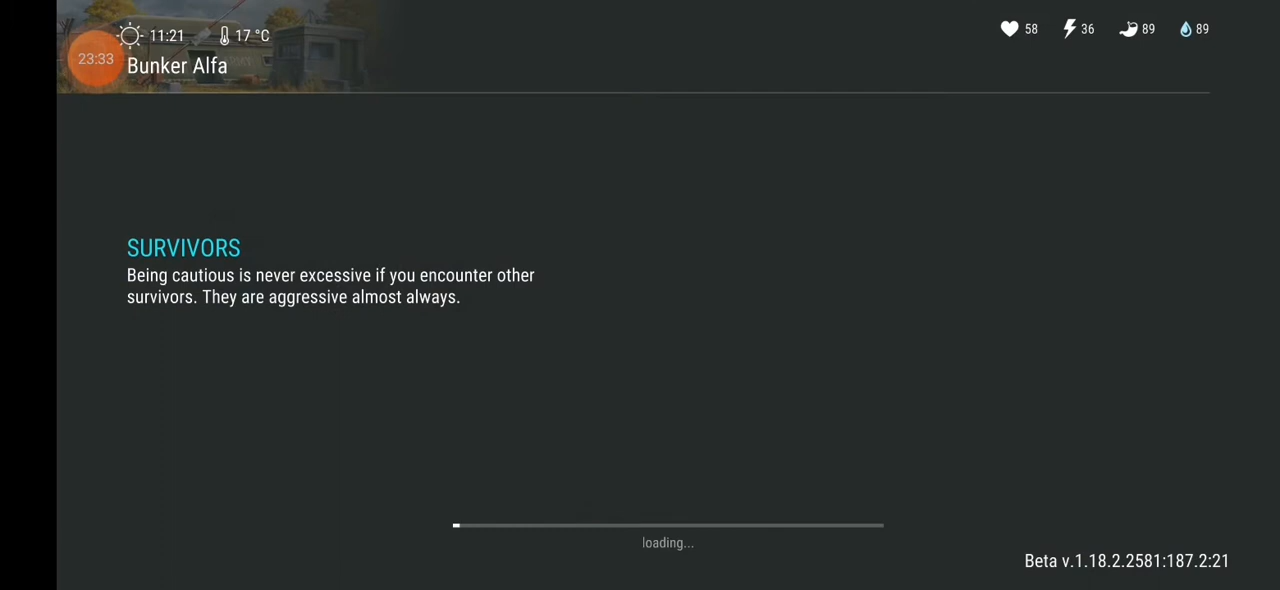 11:21 17 °C
58 36 89 89
23:33
Bunker Alfa
SURVIVORS
Being cautious is never excessive if you encounter other
survivors. They are aggressive almost always.
loading...
Beta v.1.18.2.2581:187.2:21